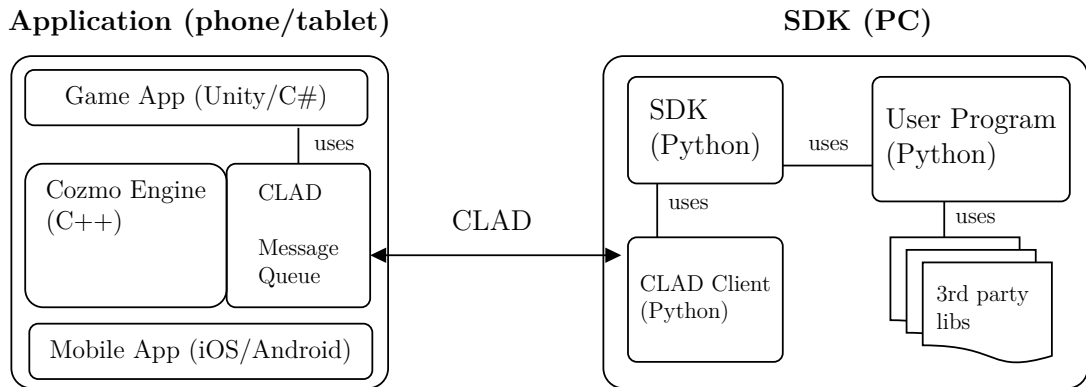 Application (phone/tablet)
SDK (PC)
Game App (Unity/C#)
uses
Cozmo Engine
(C++)
CLAD
Message
Queue
Mobile App (iOS/Android)
CLAD
SDK
(Python)
uses
User Program
(Python)
uses
uses
CLAD Client
(Python)
3rd party
libs